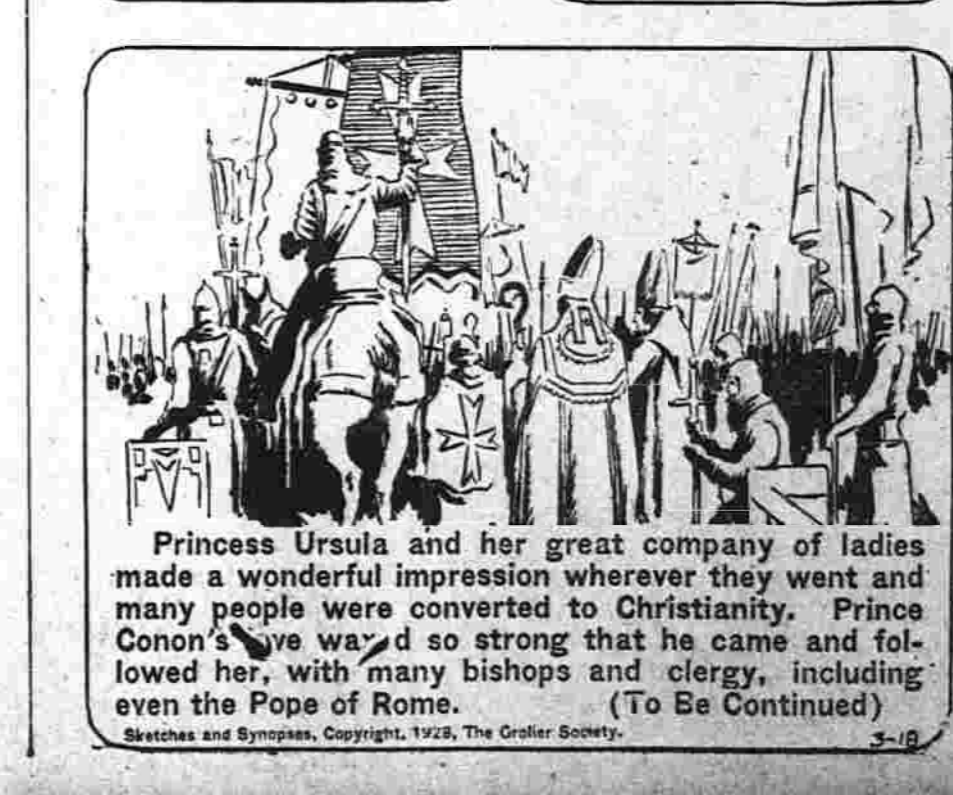 Princess Ursula and her great company of ladies
made a wonderful impression wherever they went and
many people were converted to Christianity. Prince
Conon's so strong that he came and fol-
lowed her, with many bishops and clergy, including
even the Pope of Rome. (To Be Continued)
Sketches and Synopses, Copyright, 1928, The Grolier Society.
3-18